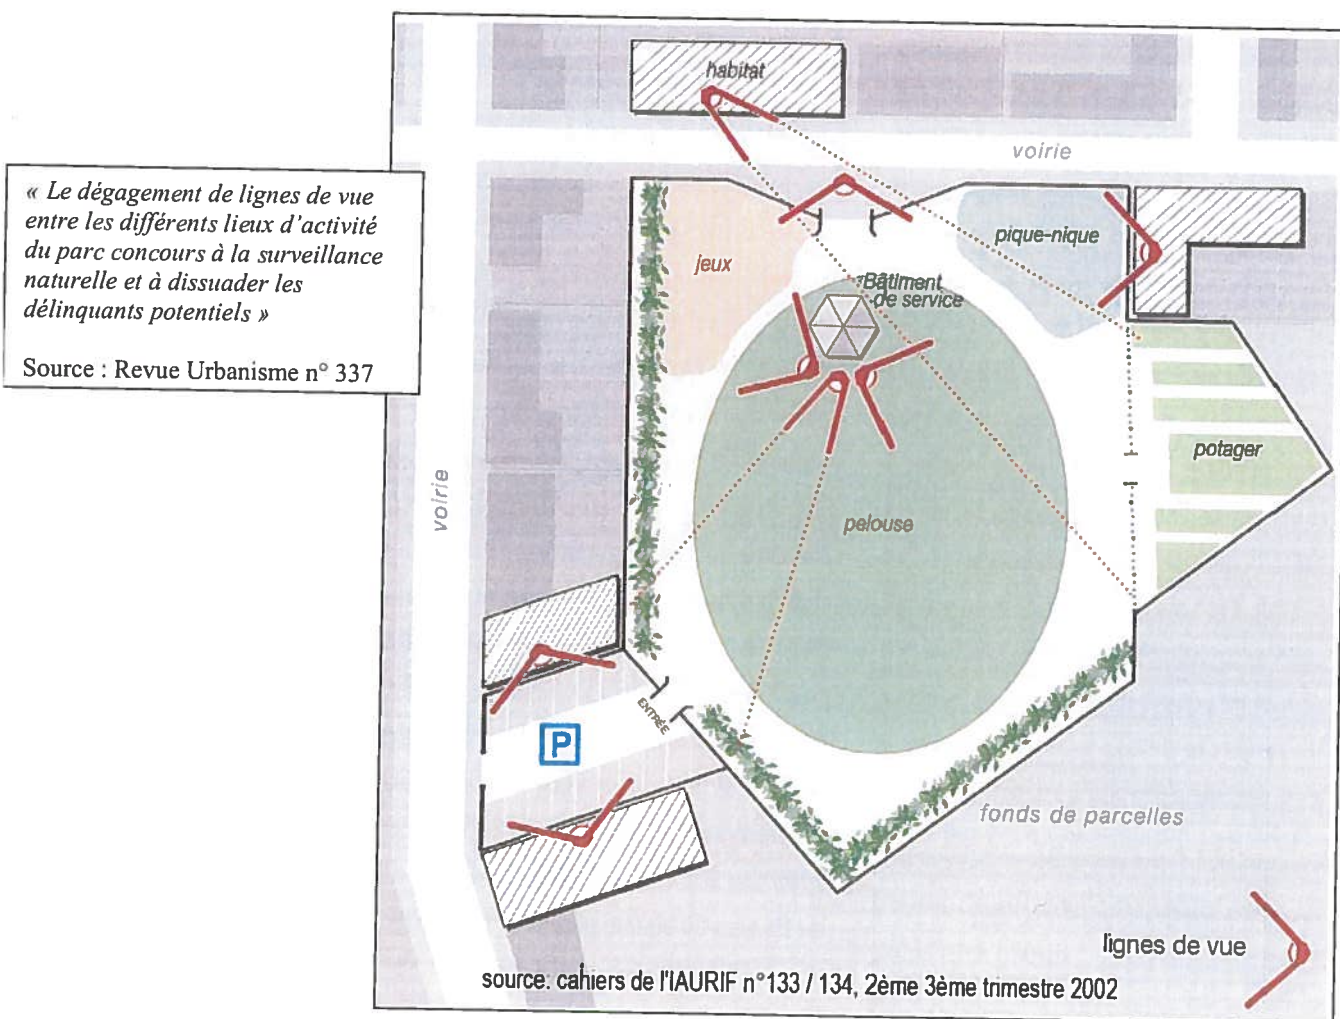 « Le dégagement de lignes de vue
entre les différents lieux d'activité
du parc concours à la surveillance
naturelle et à dissuader les
délinquants potentiels »
Source : Revue Urbanisme n° 337
habitat
voirie
jeux
pique-nique
Bâtiment
de service
potager
voirie
pelouse
ENTRÉE
P
fonds de parcelles
lignes de vue
source: cahiers de l'IAURIF n°133 / 134, 2ème 3ème trimestre 2002